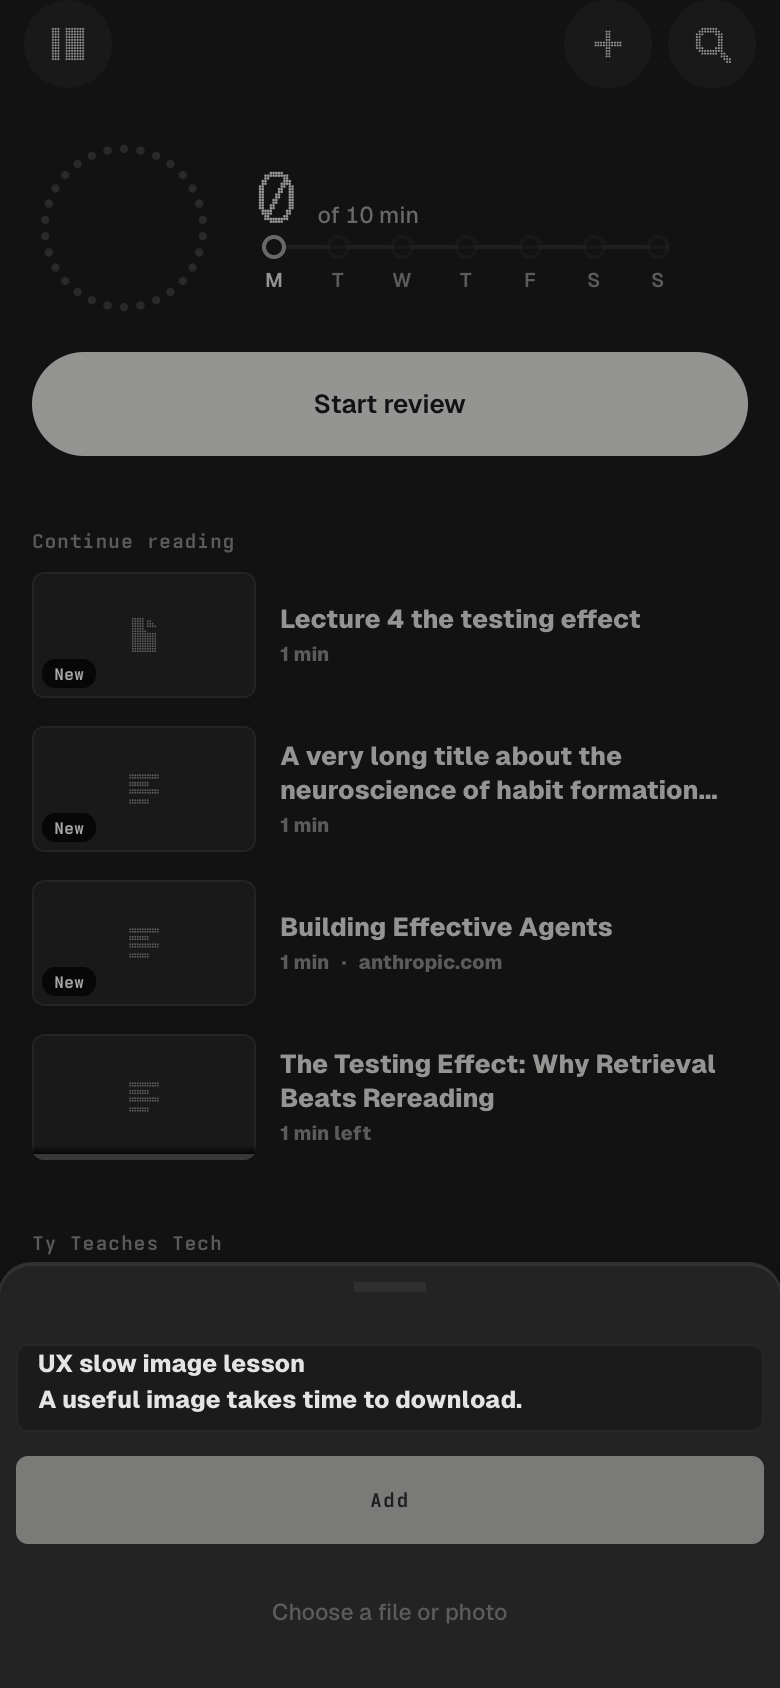 0 of 10 min
M T W T F S S
Start review
Continue reading
New
Lecture 4 the testing effect
1 min
New
A very long title about the
neuroscience of habit formation...
1 min
New
Building Effective Agents
1 min · anthropic.com
The Testing Effect: Why Retrieval
Beats Rereading
1 min left
Ty Teaches Tech
UX slow image lesson
A useful image takes time to download.
Add
Choose a file or photo